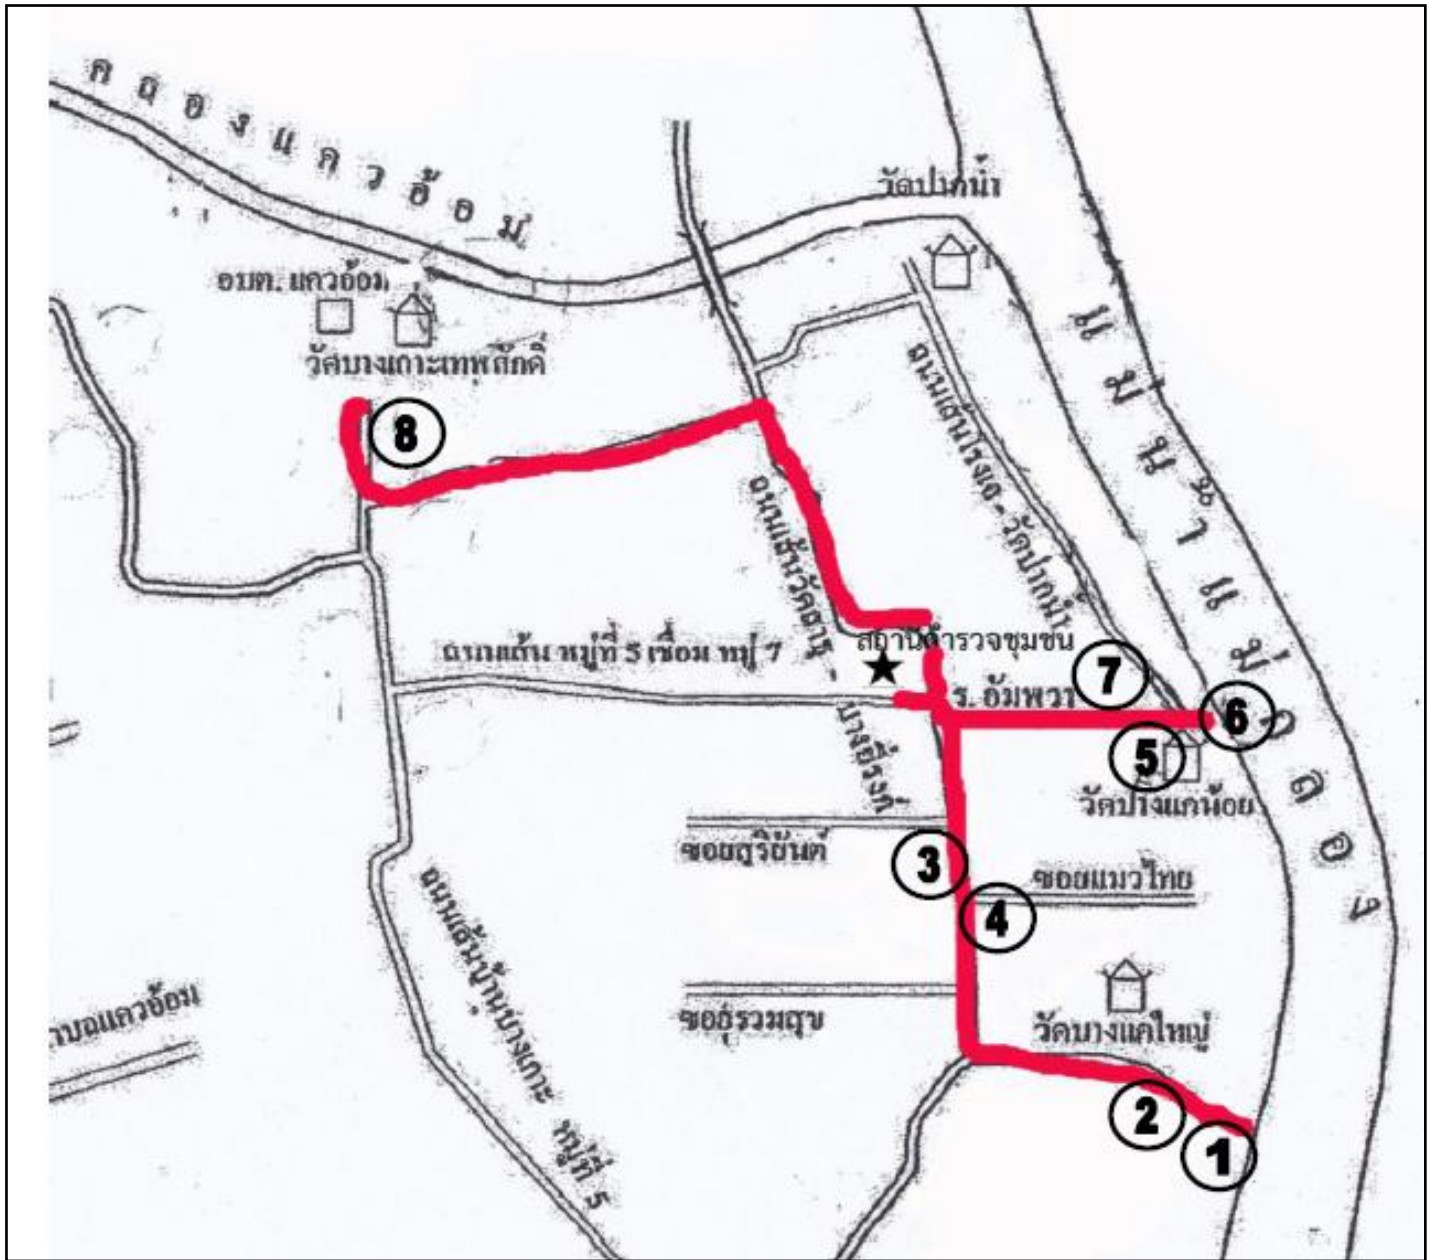 คลองแควอ้อม
วัดปากน้ำ
อบต. แควอ้อม
วัดบางเกาะเทพศักดิ์
แม่น้ำแม่กลอง
8
ถนนเส้นโรงเจ - วัดปากน้ำ
ถนนเส้นวัดธารุ - บางยี่รงก์
สถานีตำรวจชุมชน
ถนนเส้น หมู่ที่ 5 เชื่อม หมู่ 7
7
ร. อัมพวา
6
5
วัดบางแคน้อย
ซอยสุริยันต์
3
ซอยแมวไทย
4
ถนนเส้นบ้านบางเกาะ หมู่ที่ 5
ซอยรวมสุข
วัดบางแคใหญ่
แควอ้อม
2
1